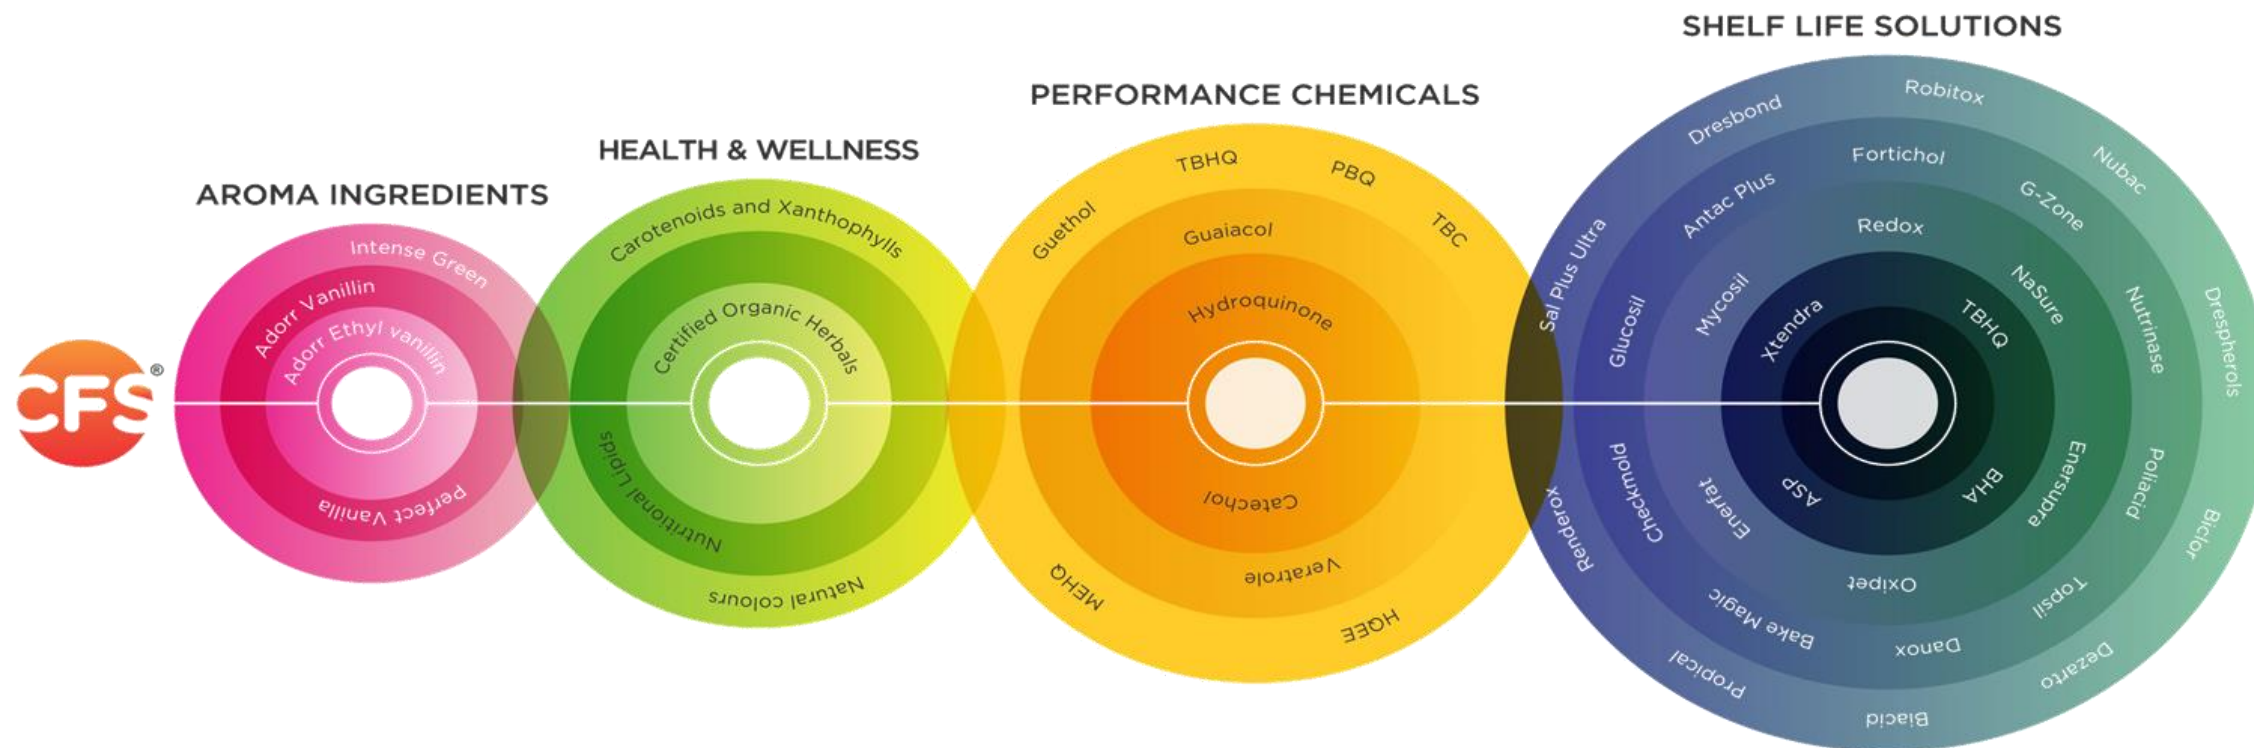 CFS®
AROMA INGREDIENTS
Intense Green
Adorr Vanillin
Adorr Ethyl vanillin
Perfect Vanilla
HEALTH & WELLNESS
Carotenoids and Xanthophylls
Certified Organic Herbals
Nutritional Lipids
Natural colours
PERFORMANCE CHEMICALS
Guethol
TBHQ
PBQ
TBC
Guaiacol
Hydroquinone
Catechol
Veratrole
MEHQ
HQEE
SHELF LIFE SOLUTIONS
Sal Plus Ultra
Dresbond
Robitox
Nubac
Drespherols
Biclor
Dezarto
Biacid
Propical
Renderox
Glucosil
Antac Plus
Fortichol
G-Zone
Nutrinase
Poliacid
Topsil
Danox
Bake Magic
Checkmold
Mycosil
Redox
NaSure
Enersupra
Oxipet
Enerfat
Xtendra
TBHQ
BHA
ASP